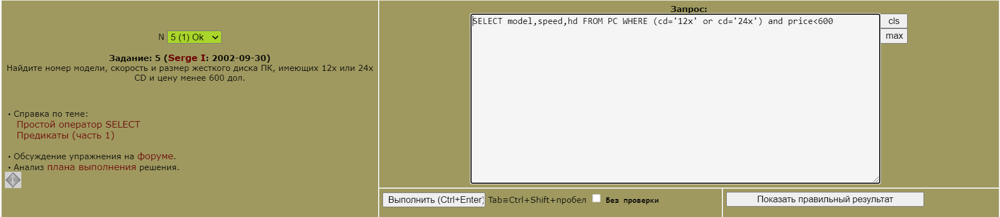 N 5 (1) Ok
Задание: 5 (Serge I: 2002-09-30)
Найдите номер модели, скорость и размер жесткого диска ПК, имеющих 12x или 24x
CD и цену менее 600 дол.
• Справка по теме:
Простой оператор SELECT
Предикаты (часть 1)
• Обсуждение упражнения на форуме.
• Анализ плана выполнения решения.
i
Запрос:
SELECT model,speed,hd FROM PC WHERE (cd='12x' or cd='24x') and price<600
cls
max
Выполнить (Ctrl+Enter) Tab≡Ctrl+Shift+пробел Без проверки
Показать правильный результат